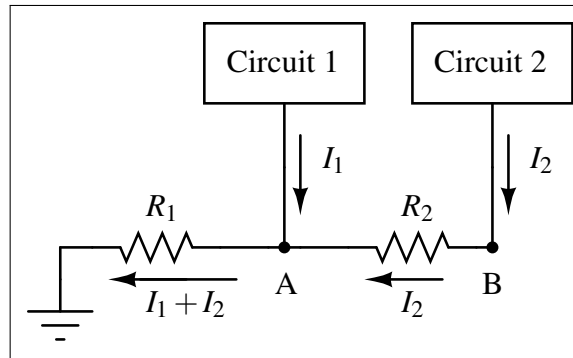 Circuit 1 Circuit 2
I₁ I₂
R₁ R₂
A B
I₁ + I₂ I₂